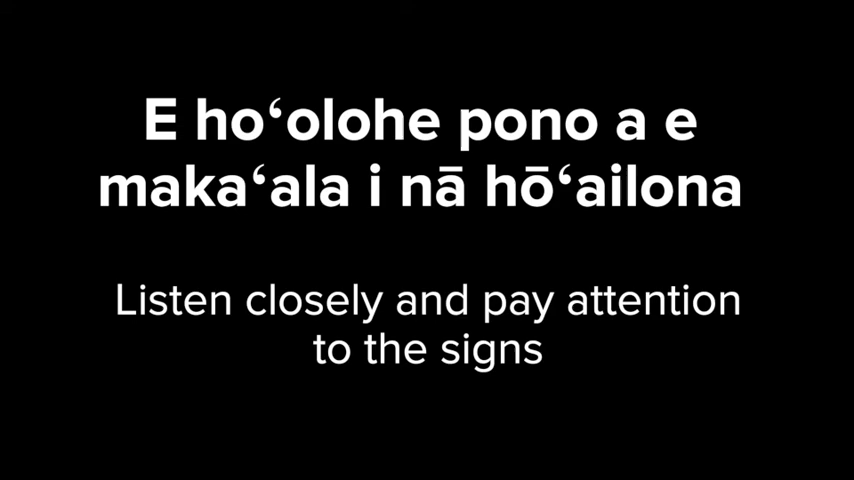 E hoʻolohe pono a e
makaʻala i nā hōʻailona
Listen closely and pay attention
to the signs